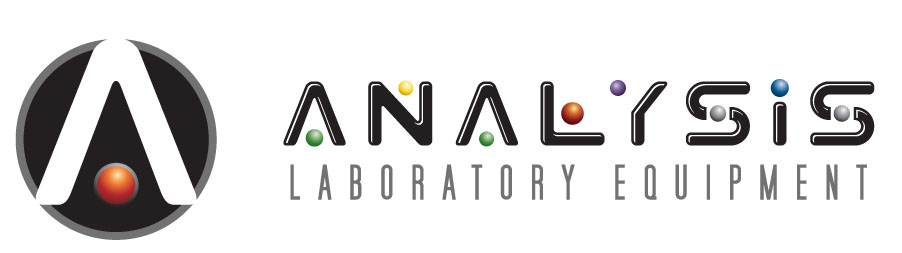 ANALYSiS
LABORATORY EQUIPMENT